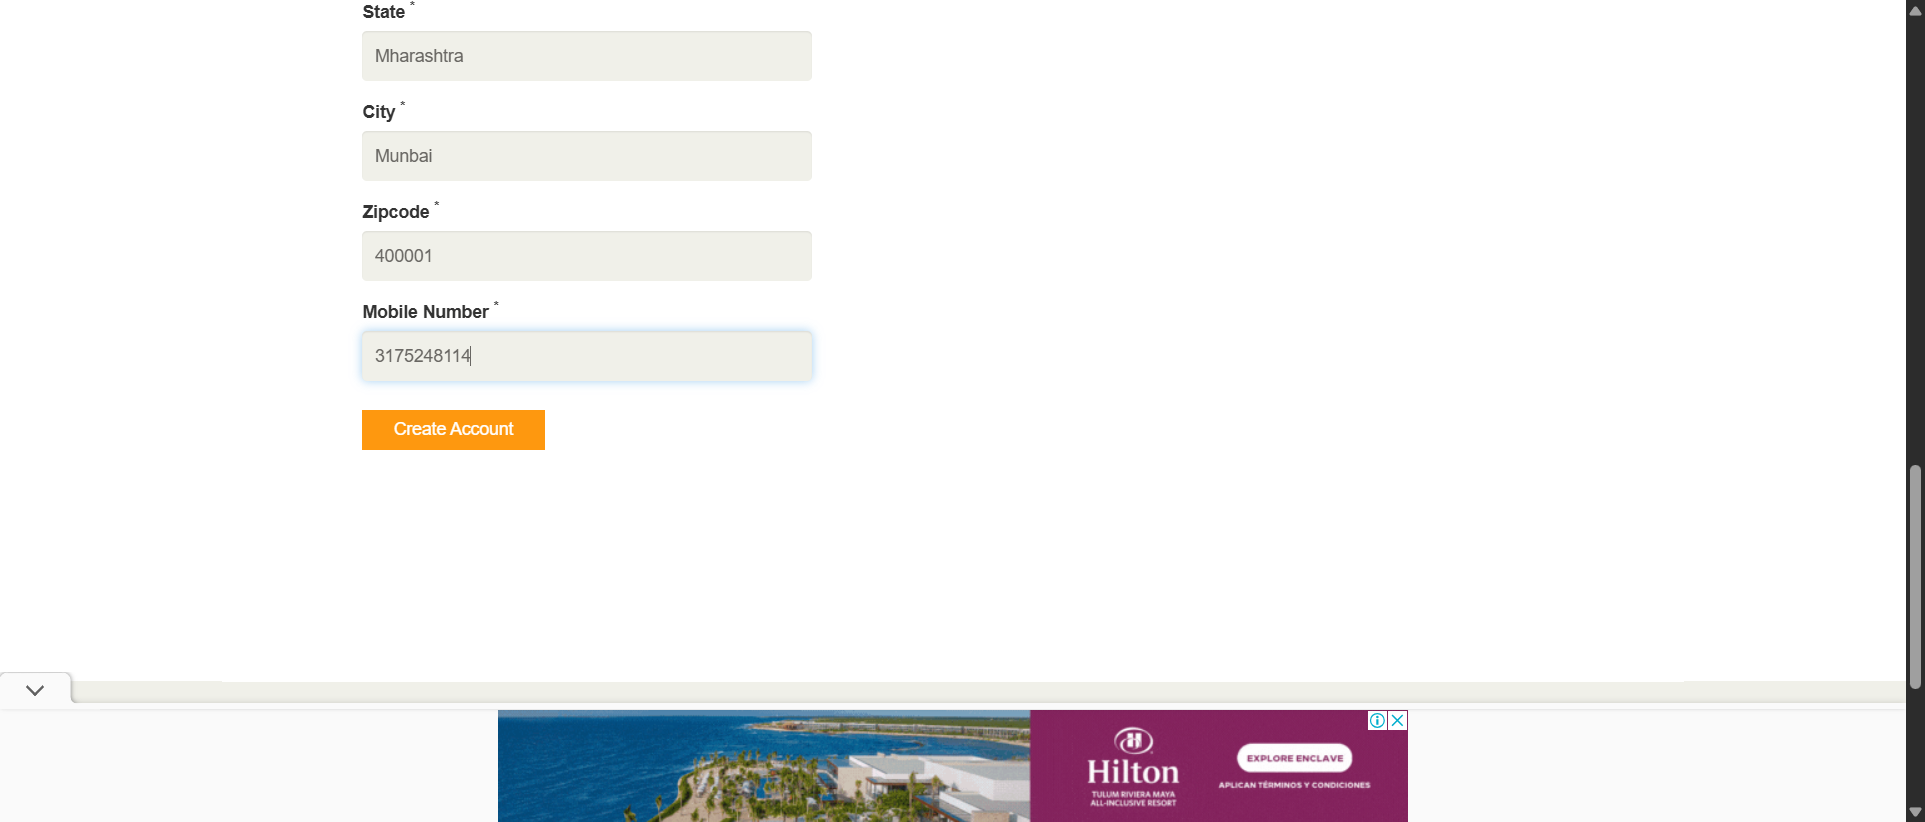 State *
Mharashtra
City *
Munbai
Zipcode *
400001
Mobile Number *
3175248114
Create Account
Hilton
TULUM RIVIERA MAYA
ALL-INCLUSIVE RESORT
EXPLORE ENCLAVE
APLICAN TÉRMINOS Y CONDICIONES